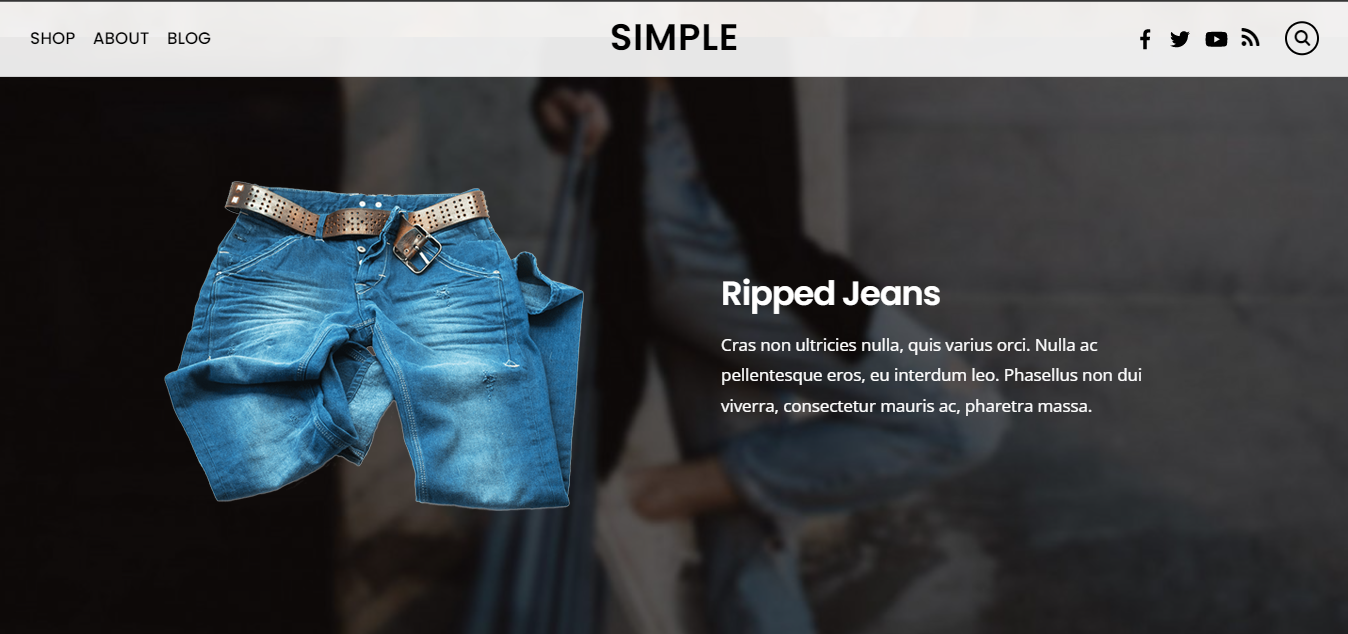 SHOP ABOUT BLOG
SIMPLE
Ripped Jeans
Cras non ultricies nulla, quis varius orci. Nulla ac
pellentesque eros, eu interdum leo. Phasellus non dui
viverra, consectetur mauris ac, pharetra massa.